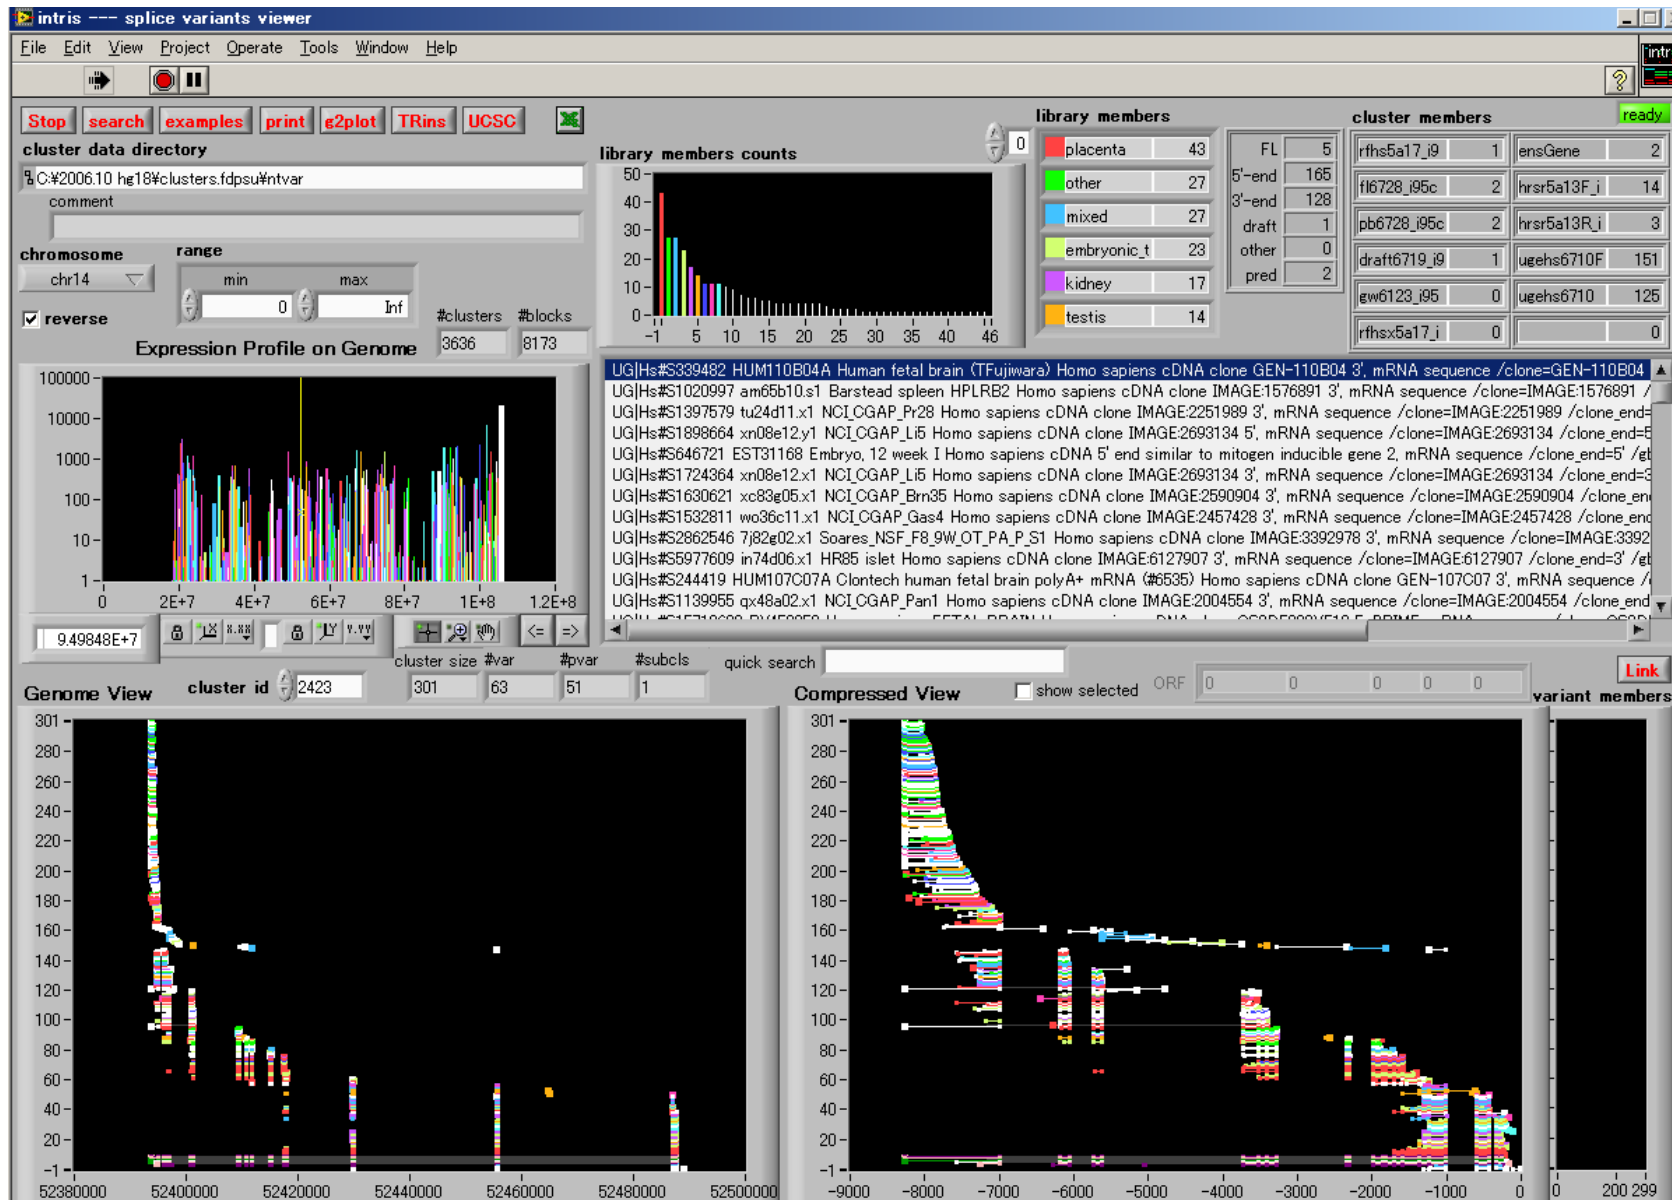 intris --- splice variants viewer
File Edit View Project Operate Tools Window Help
Stop search examples print g2plot TRins UCSC
ready
cluster data directory
C:¥2006.10 hg18¥clusters.fdpsu¥ntvar
comment
chromosome range
chr14
min max
0 Inf
reverse
#clusters #blocks
3636 8173
library members counts
0
50
40
30
20
10
0
-1 5 10 15 20 25 30 35 40 46
library members
placenta 43
other 27
mixed 27
embryonic_t 23
kidney 17
testis 14
FL 5
5'-end 165
3'-end 128
draft 1
other 0
pred 2
cluster members
rfhs5a17_i9 1 ensGene 2
fl6728_i95c 2 hrsr5a13F_i 14
pb6728_i95c 2 hrsr5a13R_i 3
draft6719_i9 1 ugehs6710F 151
gw6123_i95 0 ugehs6710 125
rfhsx5a17_i 0 0
Expression Profile on Genome
100000
10000
1000
100
10
1
0 2E+7 4E+7 6E+7 8E+7 1E+8 1.2E+8
9.49848E+7
<= =>
UG|Hs#S339482 HUM110B04A Human fetal brain (TFujiwara) Homo sapiens cDNA clone GEN-110B04 3', mRNA sequence /clone=GEN-110B04
UG|Hs#S1020997 am65b10.s1 Barstead spleen HPLRB2 Homo sapiens cDNA clone IMAGE:1576891 3', mRNA sequence /clone=IMAGE:1576891 /
UG|Hs#S1397579 tu24d11.x1 NCI_CGAP_Pr28 Homo sapiens cDNA clone IMAGE:2251989 3', mRNA sequence /clone=IMAGE:2251989 /clone_end=
UG|Hs#S1898664 xn08e12.y1 NCI_CGAP_Li5 Homo sapiens cDNA clone IMAGE:2693134 5', mRNA sequence /clone=IMAGE:2693134 /clone_end=5
UG|Hs#S646721 EST31168 Embryo, 12 week I Homo sapiens cDNA 5' end similar to mitogen inducible gene 2, mRNA sequence /clone_end=5' /gl
UG|Hs#S1724364 xn08e12.x1 NCI_CGAP_Li5 Homo sapiens cDNA clone IMAGE:2693134 3', mRNA sequence /clone=IMAGE:2693134 /clone_end=3
UG|Hs#S1630621 xc83g05.x1 NCI_CGAP_Brn35 Homo sapiens cDNA clone IMAGE:2590904 3', mRNA sequence /clone=IMAGE:2590904 /clone_en
UG|Hs#S1532811 wo36c11.x1 NCI_CGAP_Gas4 Homo sapiens cDNA clone IMAGE:2457428 3', mRNA sequence /clone=IMAGE:2457428 /clone_end
UG|Hs#S2862546 7j82g02.x1 Soares_NSF_F8_9W_OT_PA_P_S1 Homo sapiens cDNA clone IMAGE:3392978 3', mRNA sequence /clone=IMAGE:3392
UG|Hs#S5977609 in74d06.x1 HR85 islet Homo sapiens cDNA clone IMAGE:6127907 3', mRNA sequence /clone=IMAGE:6127907 /clone_end=3' /gl
UG|Hs#S244419 HUM107C07A Clontech human fetal brain polyA+ mRNA (#6535) Homo sapiens cDNA clone GEN-107C07 3', mRNA sequence /
UG|Hs#S1139955 qx48a02.x1 NCI_CGAP_Pan1 Homo sapiens cDNA clone IMAGE:2004554 3', mRNA sequence /clone=IMAGE:2004554 /clone_end
cluster size #var #pvar #subcls quick search
Genome View cluster id 2423 301 63 51 1
Compressed View show selected ORF 0 0 0 0 0
Link
variant members
301
280
260
240
220
200
180
160
140
120
100
80
60
40
20
-1
52380000 52400000 52420000 52440000 52460000 52480000 52500000
301
280
260
240
220
200
180
160
140
120
100
80
60
40
20
-1
-9000 -8000 -7000 -6000 -5000 -4000 -3000 -2000 -1000 0
0 200 299